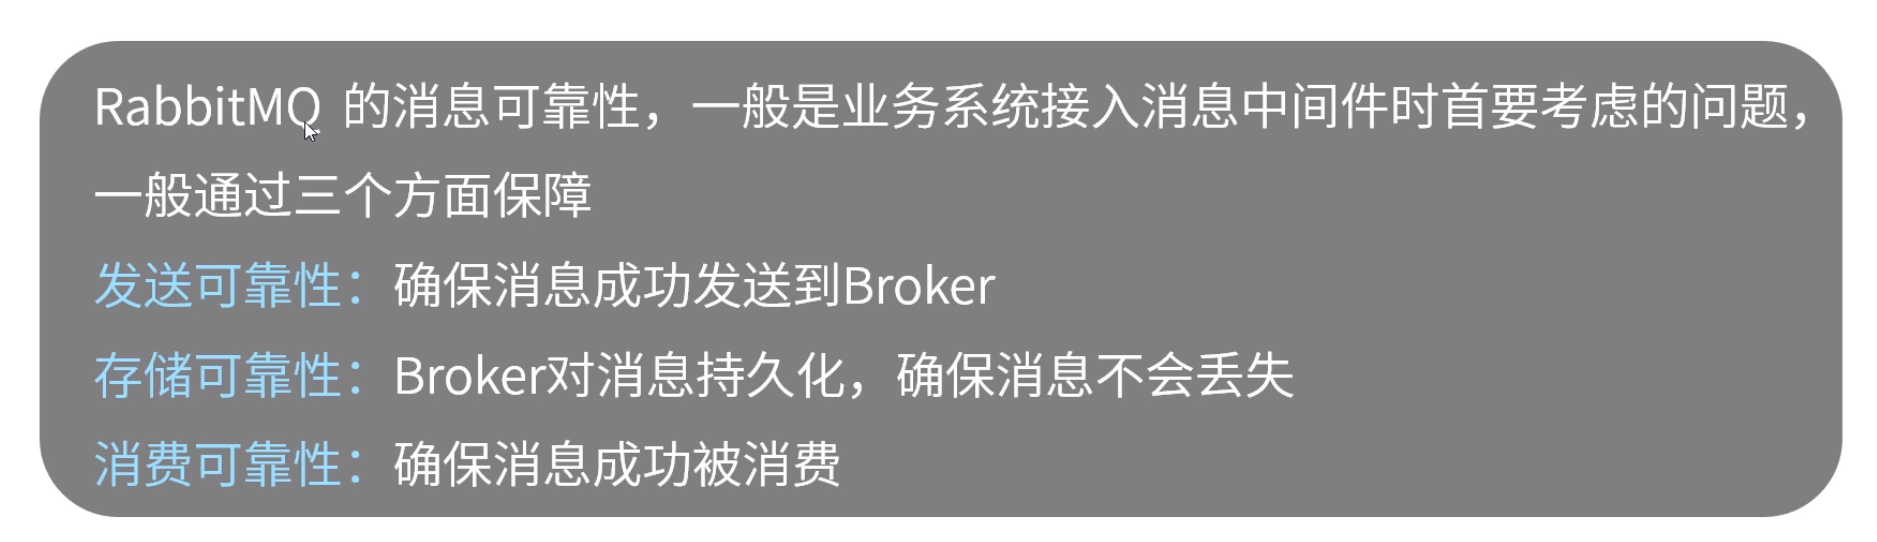 RabbitMQ 的消息可靠性，一般是业务系统接入消息中间件时首要考虑的问题，
一般通过三个方面保障
发送可靠性：确保消息成功发送到Broker
存储可靠性：Broker对消息持久化，确保消息不会丢失
消费可靠性：确保消息成功被消费